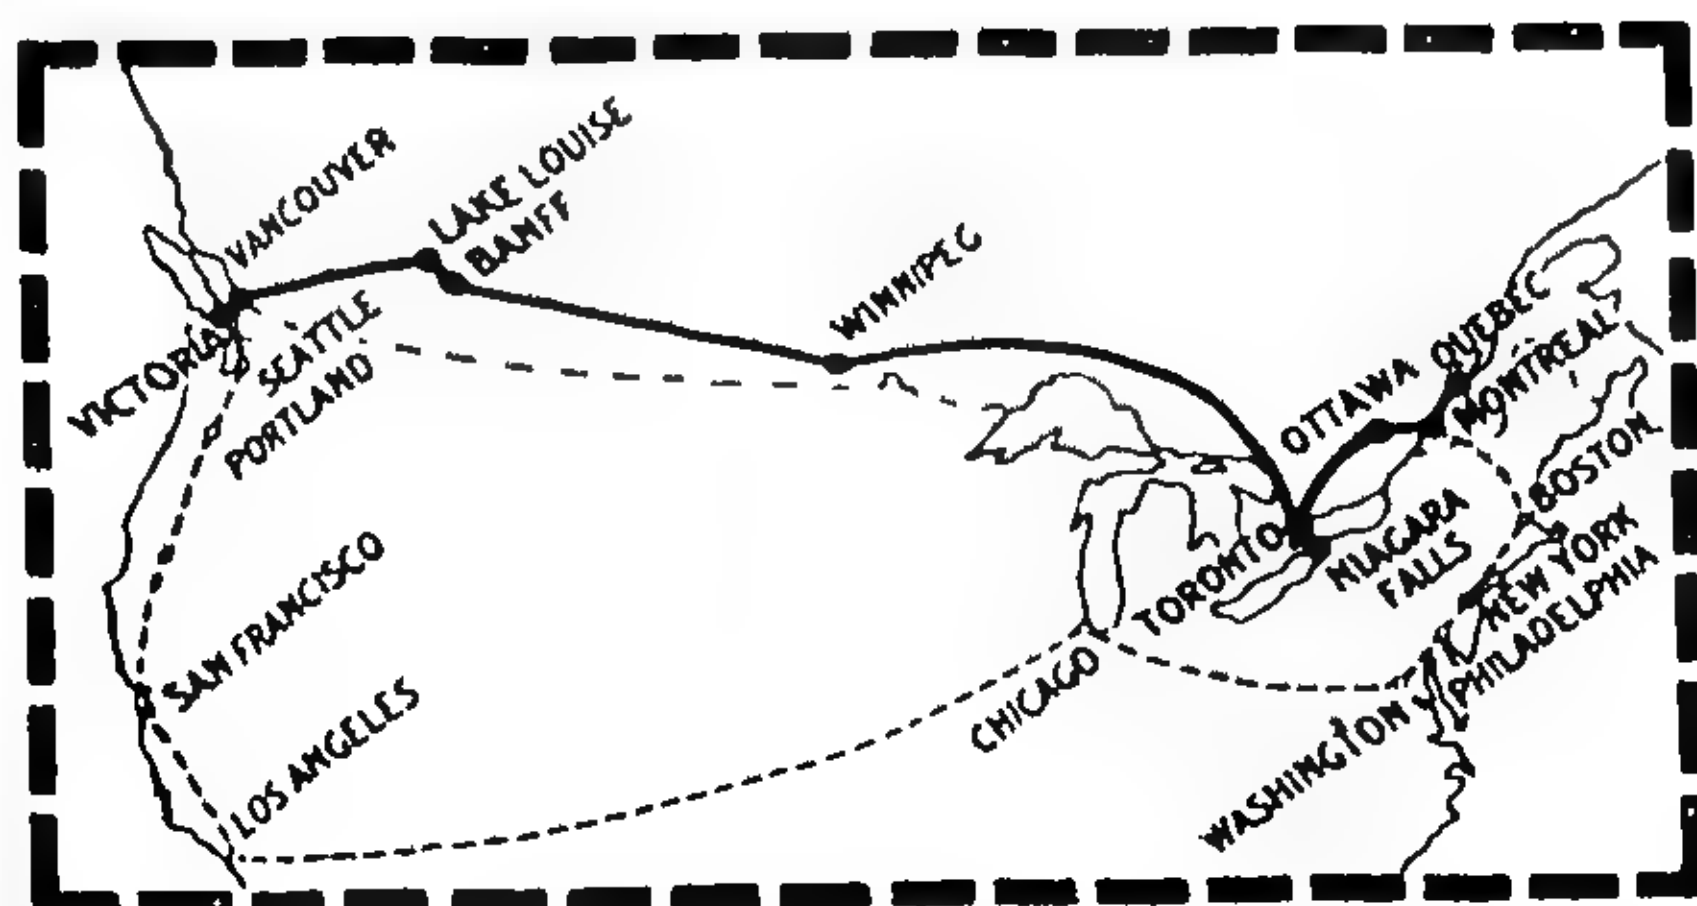 VANCOUVER
LAKE LOUISE
BANFF
WINNIPEG
VICTORIA
SEATTLE
PORTLAND
OTTAWA
QUEBEC
MONTREAL
BOSTON
SAN FRANCISCO
TORONTO
NIAGARA
FALLS
NEW YORK
PHILADELPHIA
LOS ANGELES
CHICAGO
WASHINGTON